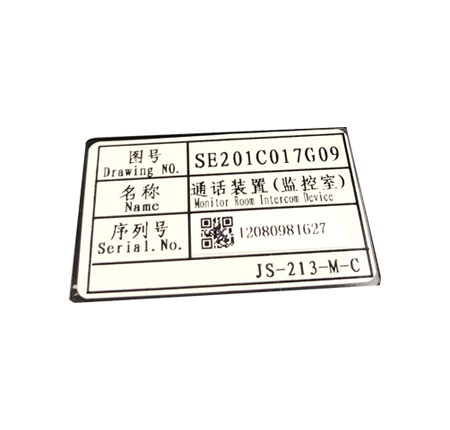 图号
Drawing NO.
SE201C017G09
名称
Name
通话装置(监控室)
Monitor Room Intercom Device
序列号
Serial.No.
12080981627
JS-213-M-C